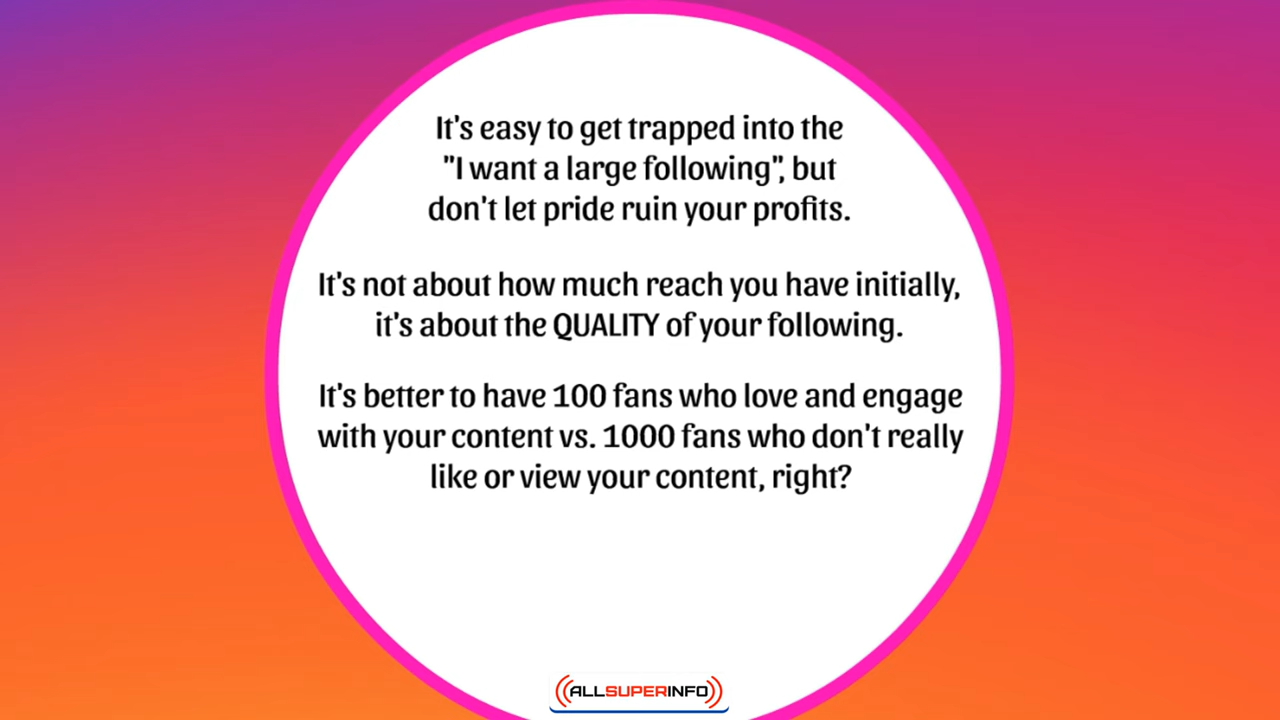 It's easy to get trapped into the
"I want a large following", but
don't let pride ruin your profits.
It's not about how much reach you have initially,
it's about the QUALITY of your following.
It's better to have 100 fans who love and engage
with your content vs. 1000 fans who don't really
like or view your content, right?
ALLSUPERINFO